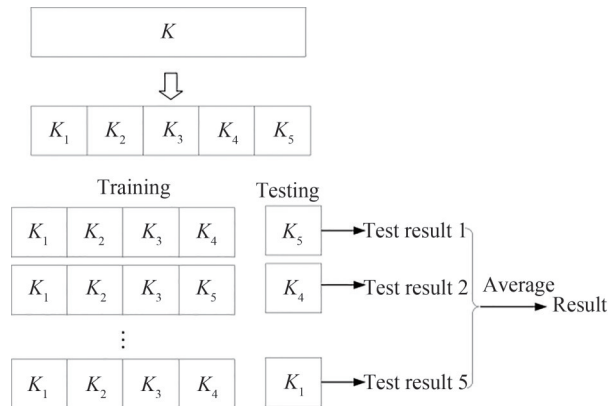 K
K₁ K₂ K₃ K₄ K₅
Training Testing
K₁ K₂ K₃ K₄ K₅ Test result 1
K₁ K₂ K₃ K₅ K₄ Test result 2
Average
Result
⋮
K₁ K₂ K₃ K₄ K₁ Test result 5